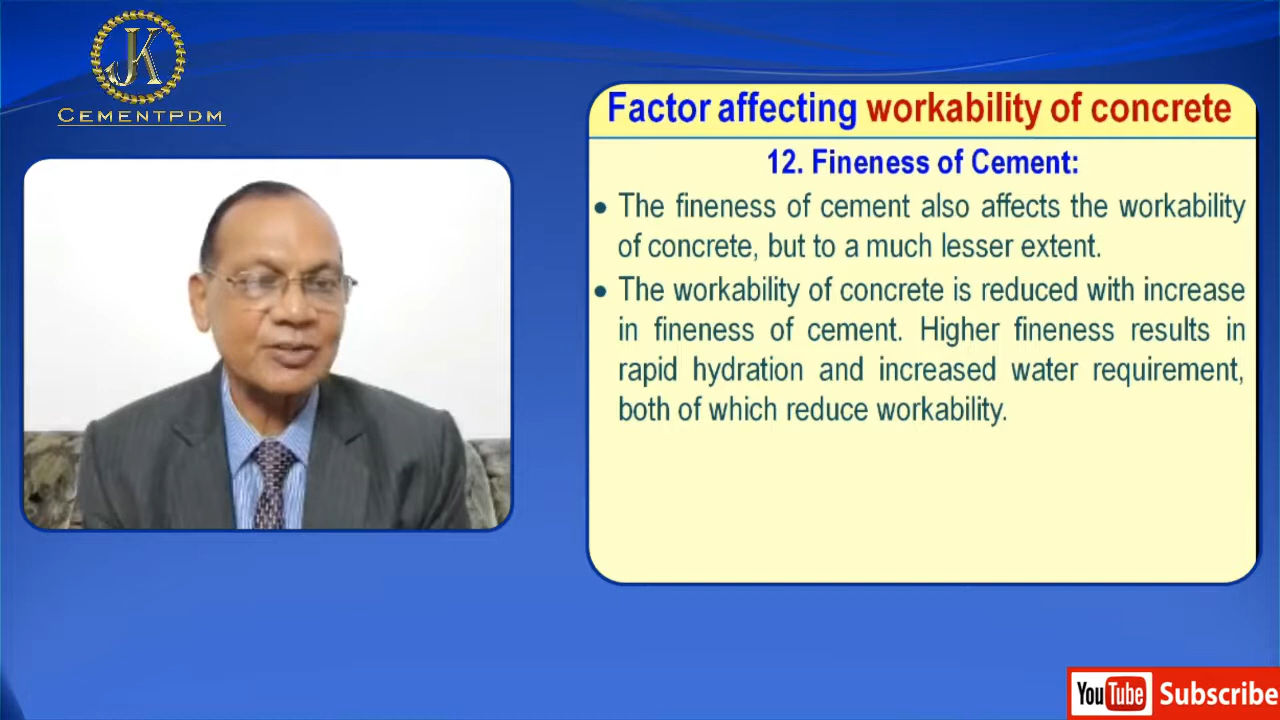 JK
CEMENTPDM
Factor affecting workability of concrete
12. Fineness of Cement:
• The fineness of cement also affects the workability
of concrete, but to a much lesser extent.
• The workability of concrete is reduced with increase
in fineness of cement. Higher fineness results in
rapid hydration and increased water requirement,
both of which reduce workability.
YouTube Subscribe